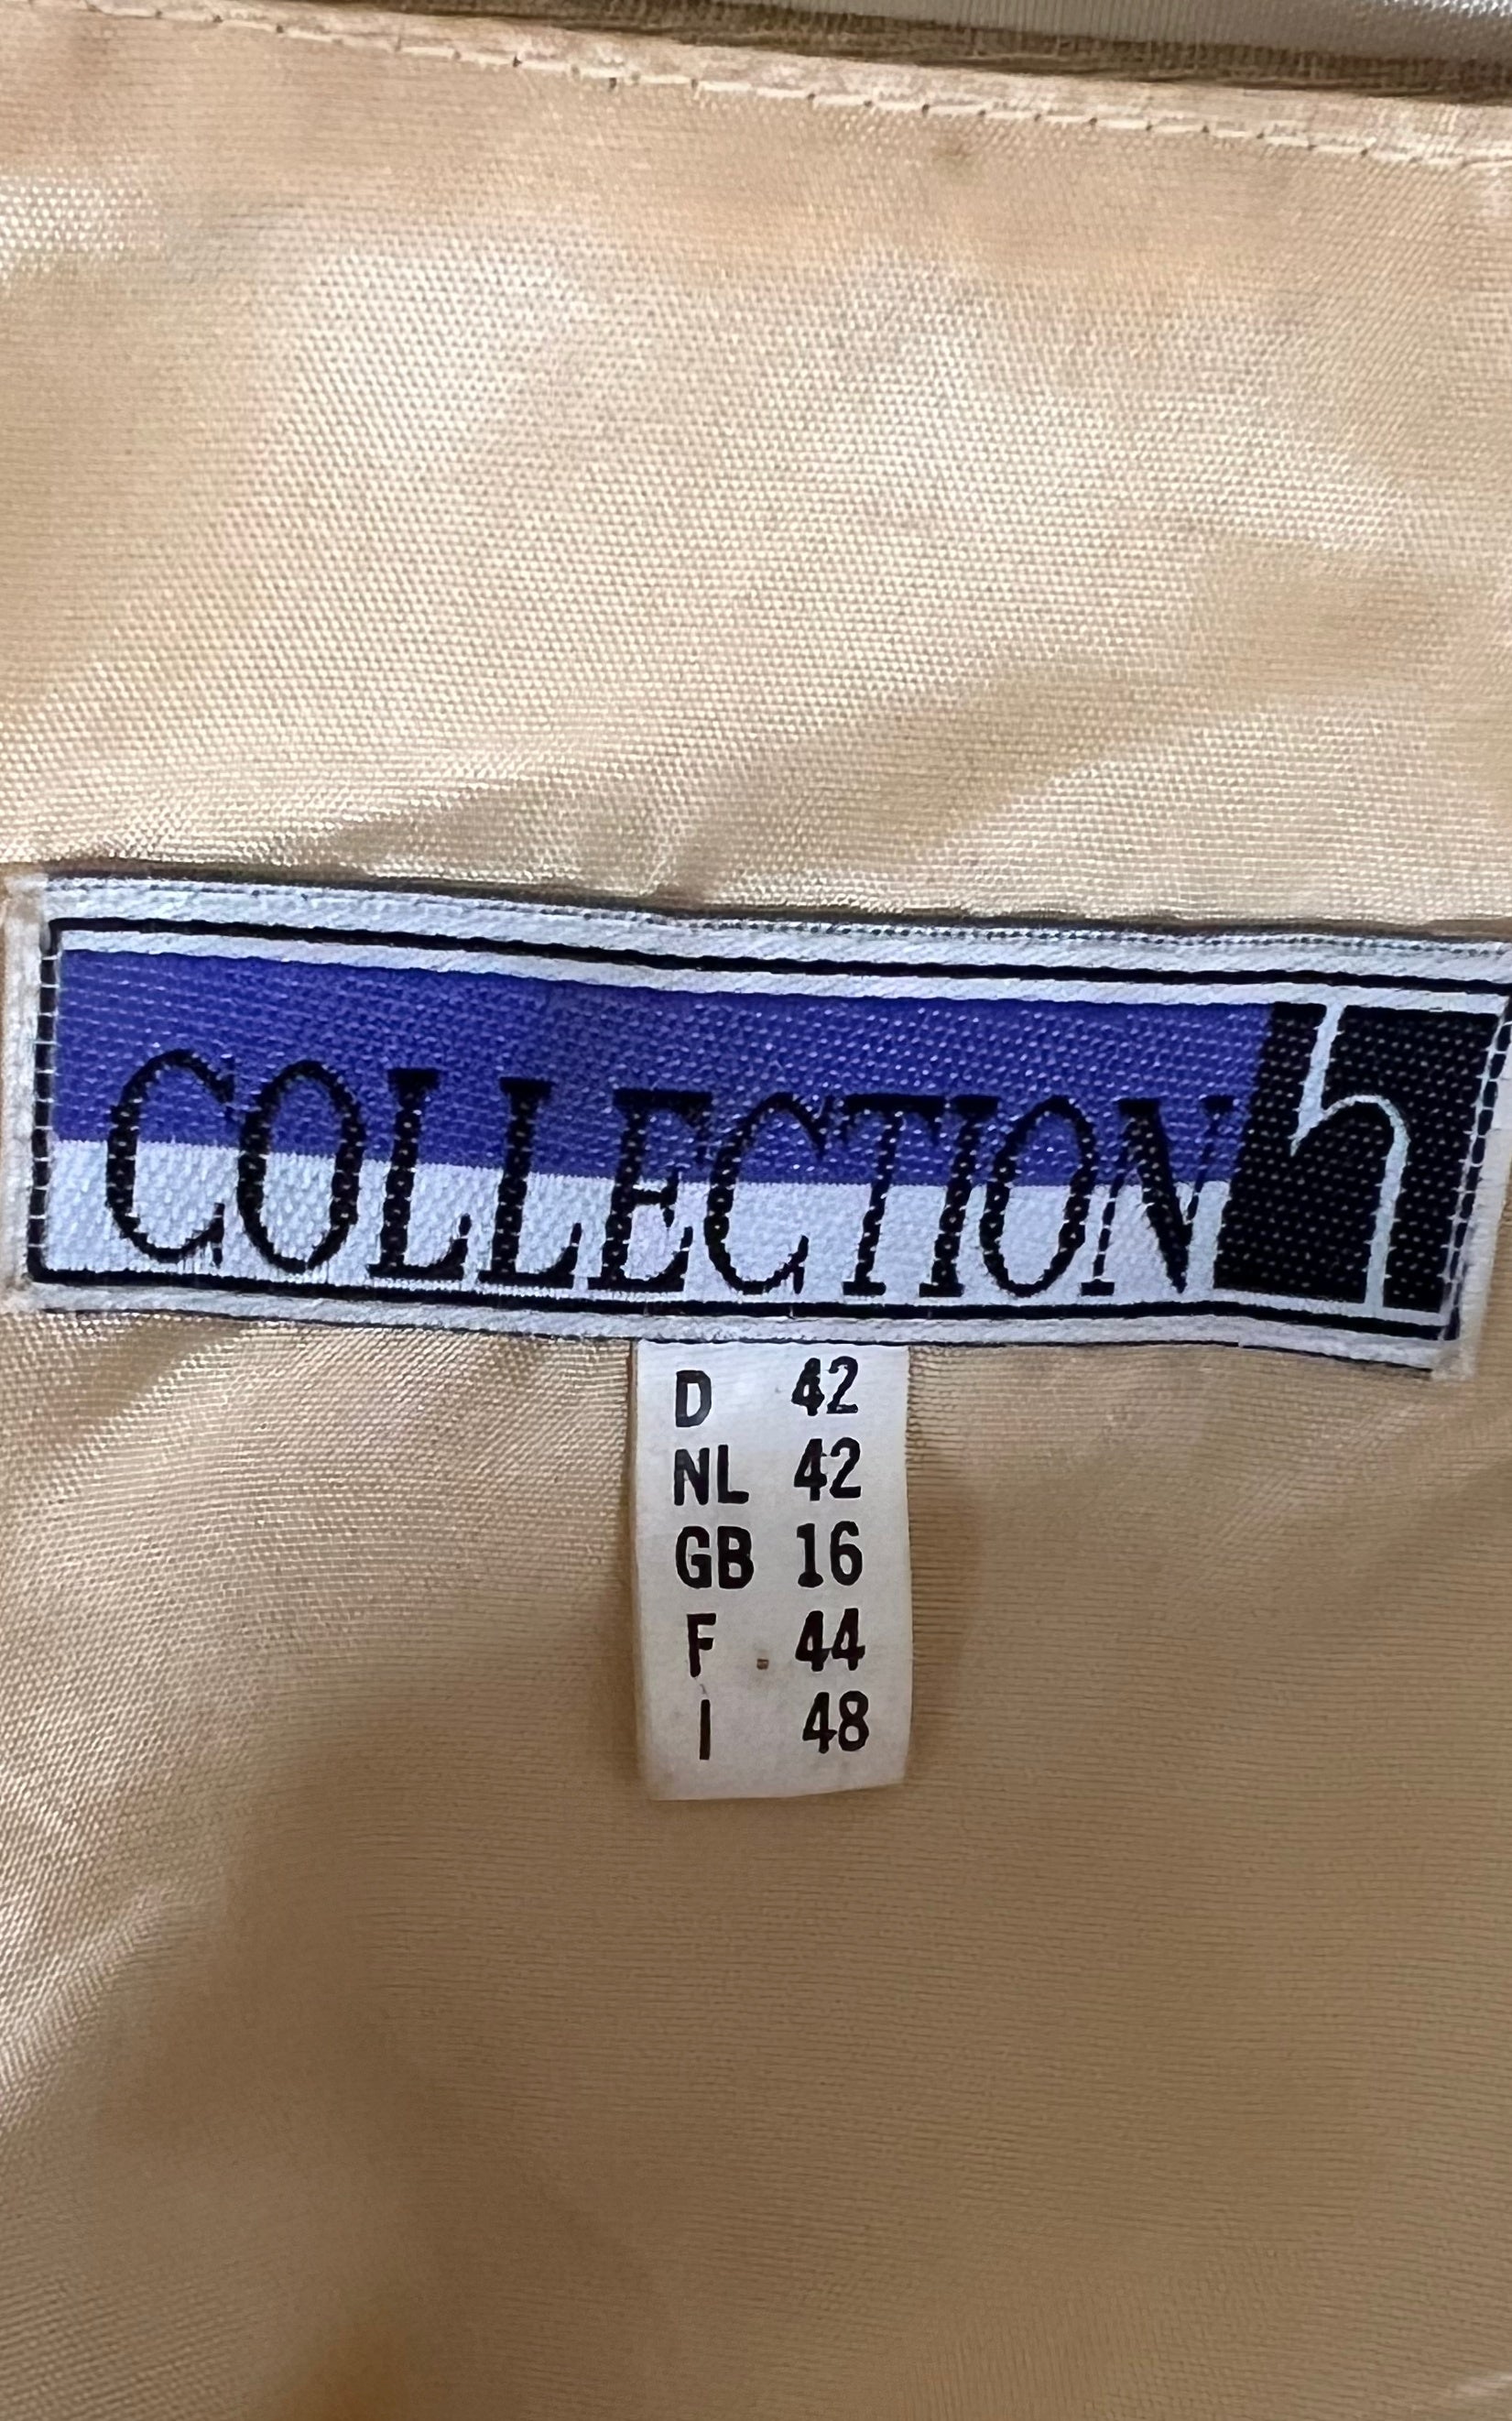 COLLECTION h
D 42
NL 42
GB 16
F 44
I 48